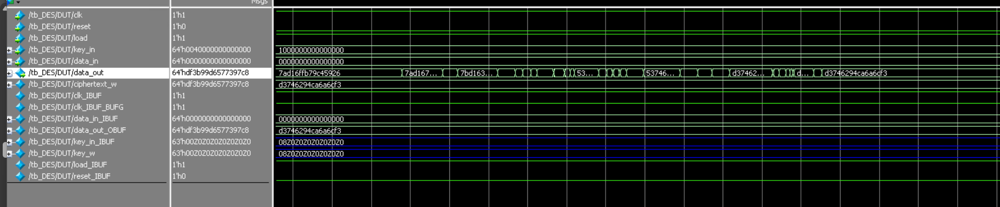 Msgs
/tb_DES/DUT/clk 1'h1
/tb_DES/DUT/reset 1'h0
/tb_DES/DUT/load 1'h1
/tb_DES/DUT/key_in 64'h0040000000000000 1000000000000000
/tb_DES/DUT/data_in 64'h0000000000000000 0000000000000000
/tb_DES/DUT/data_out 64'hdf3b99d6577397c8 7ad16ffb79c45926 7ad167... 7bd163... 53... 53746... d37462... d... d3746294ca6a6cf3
/tb_DES/DUT/ciphertext_w 64'hdf3b99d6577397c8 d3746294ca6a6cf3
/tb_DES/DUT/clk_IBUF 1'h1
/tb_DES/DUT/clk_IBUF_BUFG 1'h1
/tb_DES/DUT/data_in_IBUF 64'h0000000000000000 0000000000000000
/tb_DES/DUT/data_out_OBUF 64'hdf3b99d6577397c8 d3746294ca6a6cf3
/tb_DES/DUT/key_in_IBUF 63'h00Z0Z0Z0Z0Z0Z0Z0 08Z0Z0Z0Z0Z0Z0Z0
/tb_DES/DUT/key_w 63'h00Z0Z0Z0Z0Z0Z0Z0 08Z0Z0Z0Z0Z0Z0Z0
/tb_DES/DUT/load_IBUF 1'h1
/tb_DES/DUT/reset_IBUF 1'h0